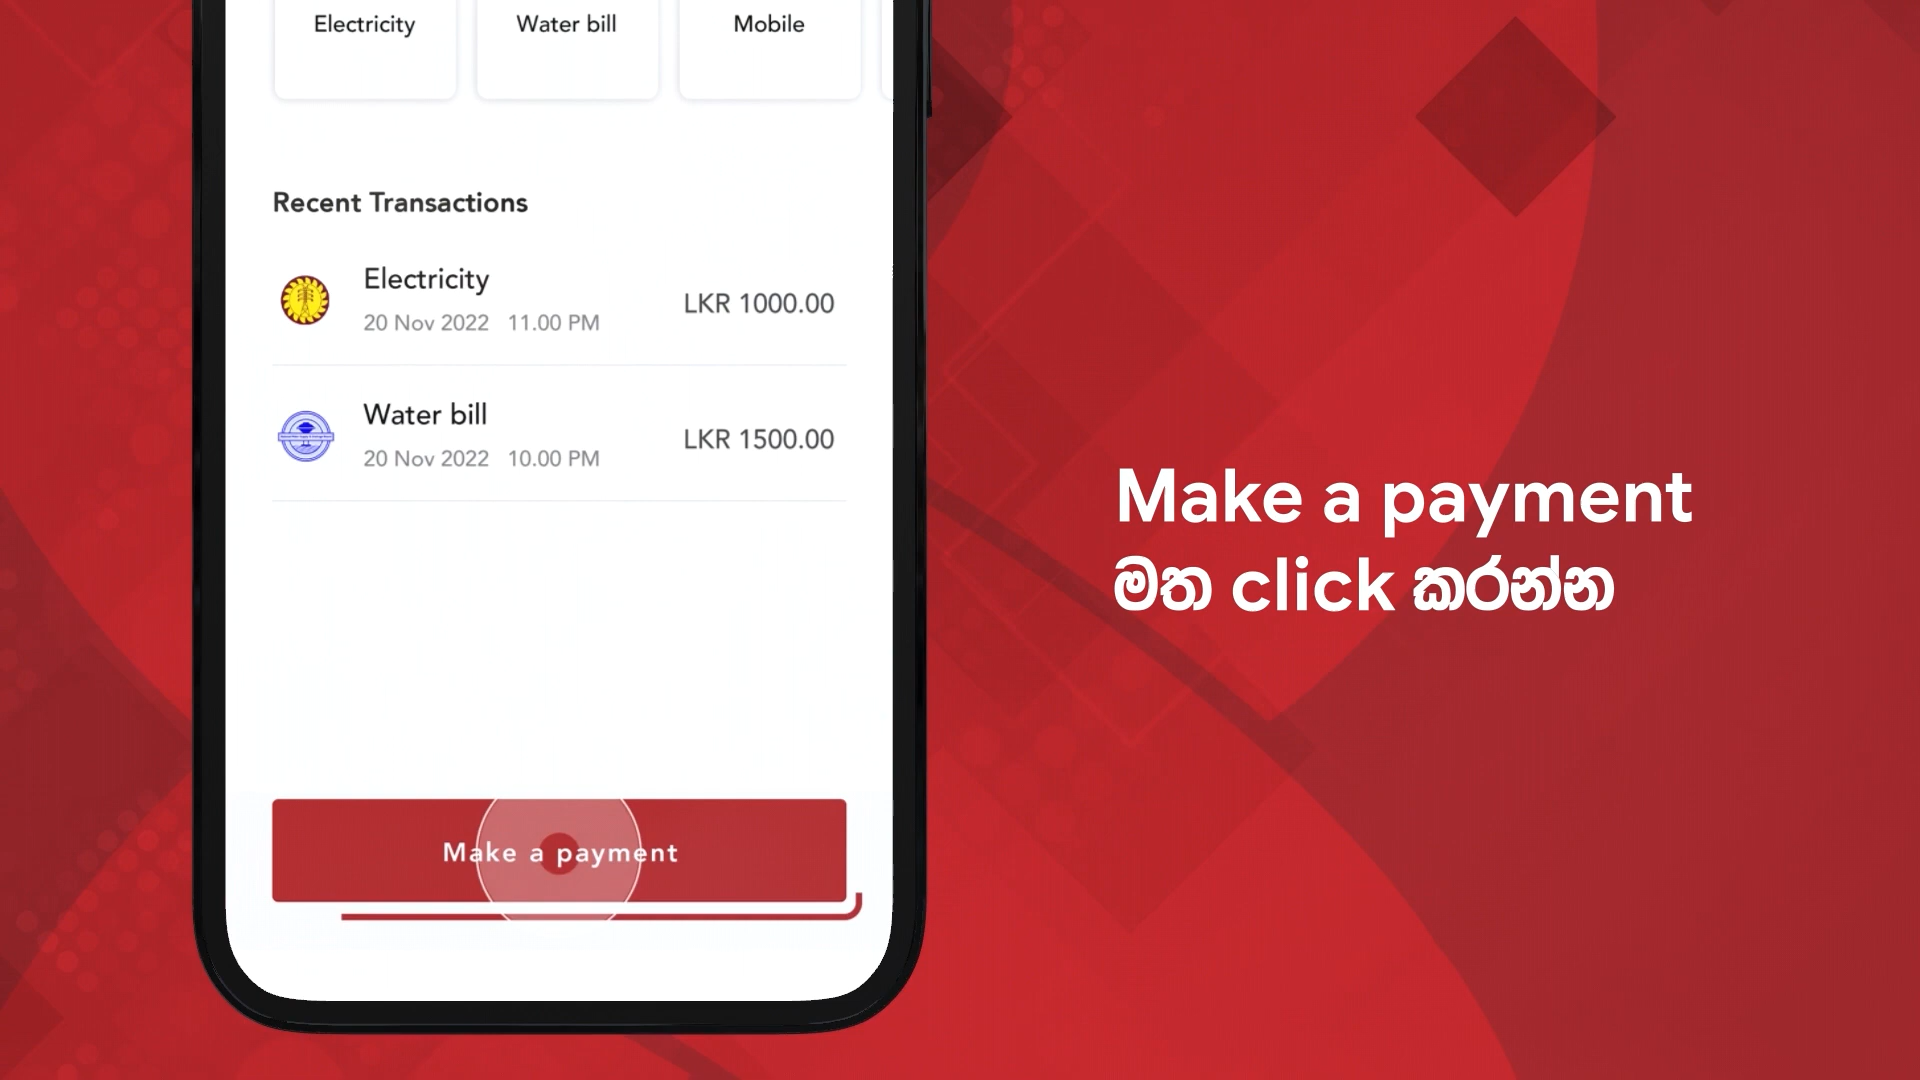 Electricity
Water bill
Mobile
Recent Transactions
Electricity
20 Nov 2022 11.00 PM
LKR 1000.00
Water bill
20 Nov 2022 10.00 PM
LKR 1500.00
Make a payment
Make a payment
මත click කරන්න